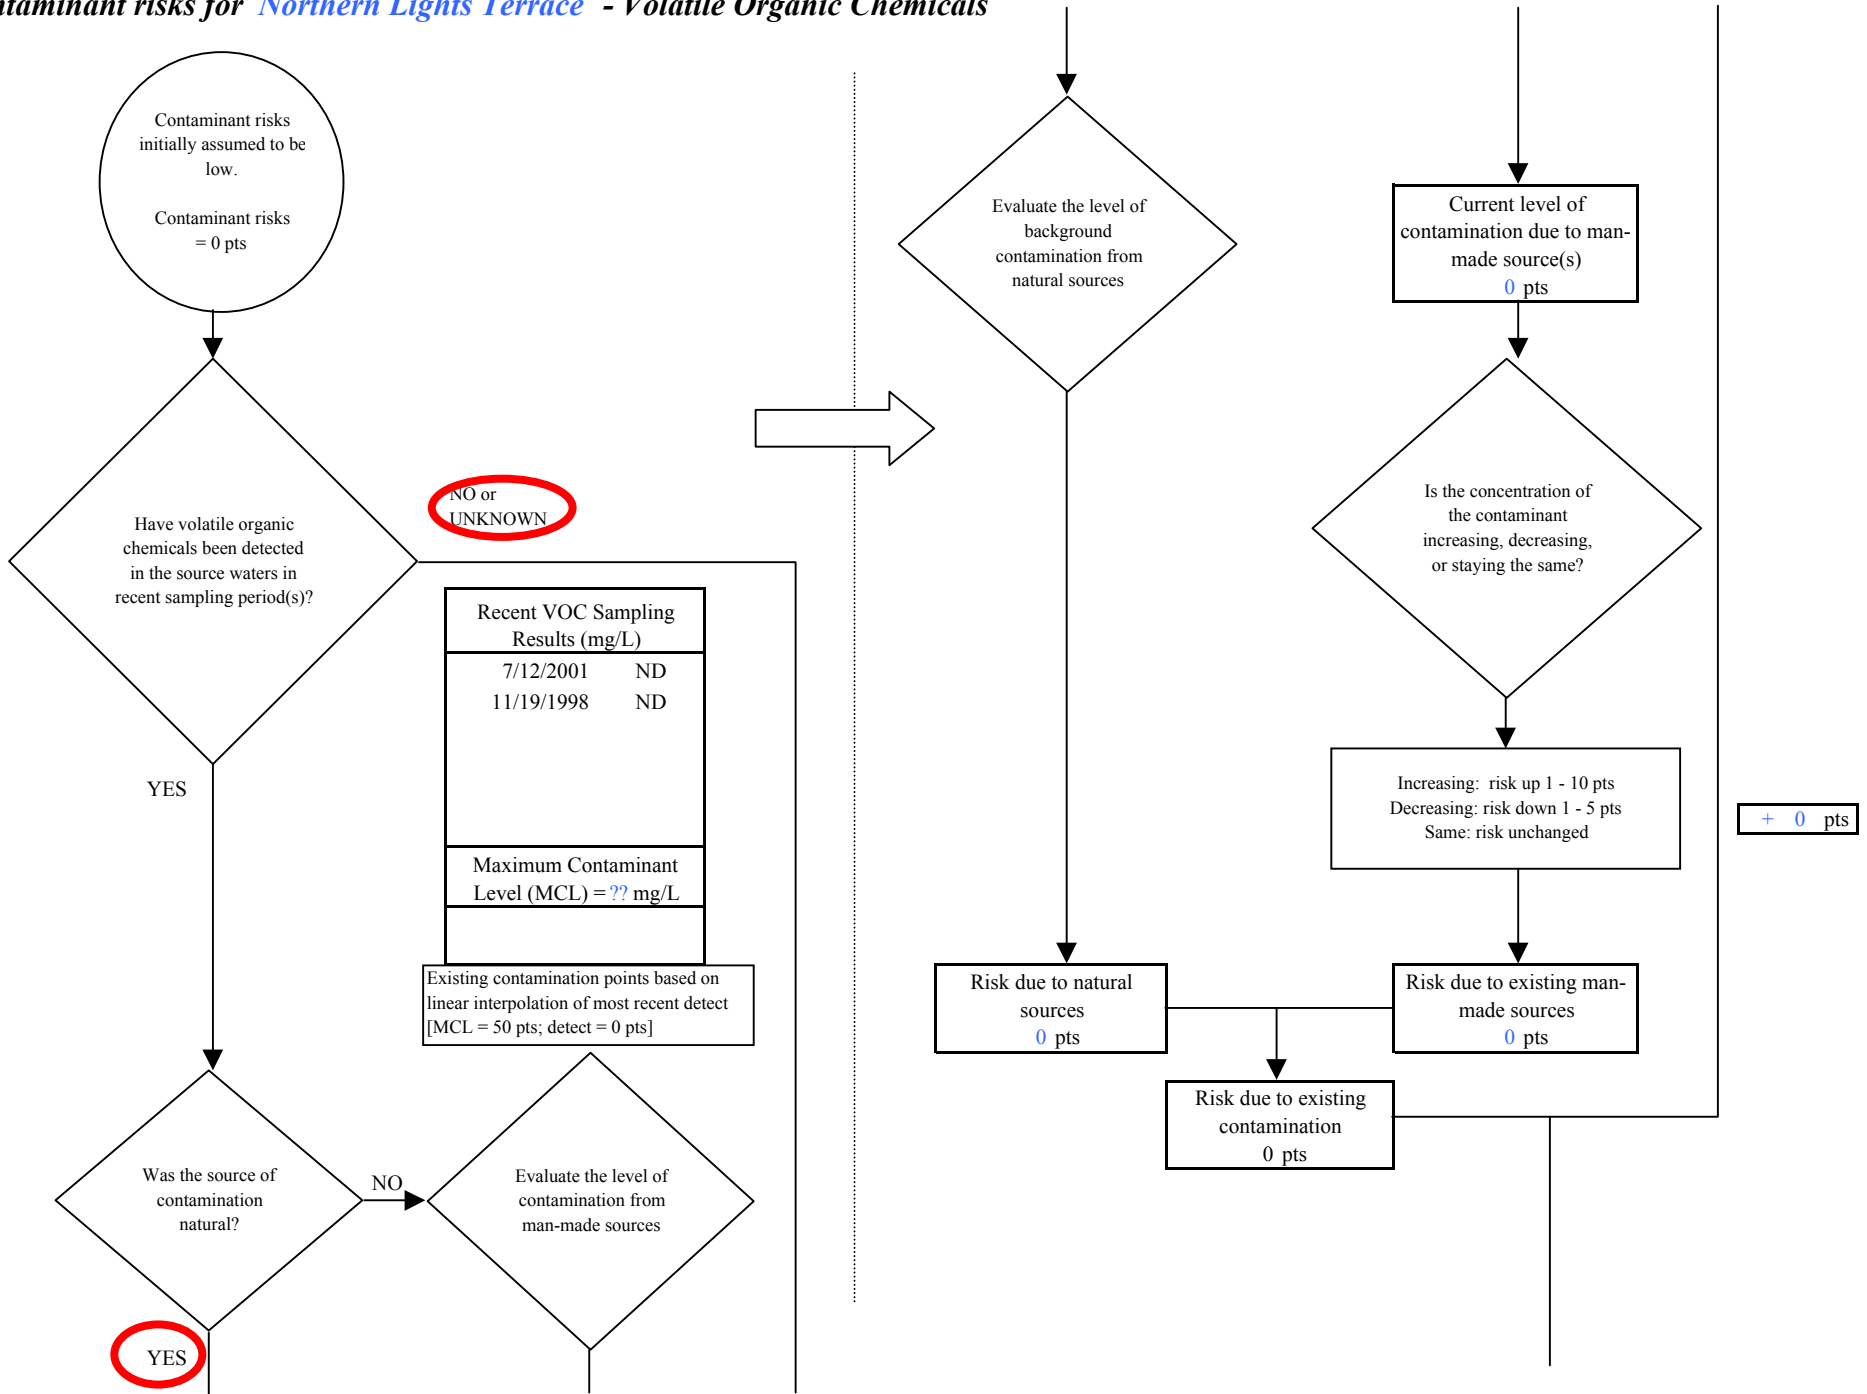 ntaminant risks for Northern Lights Terrace - Volatile Organic Chemicals
Contaminant risks
initially assumed to be
low.
Contaminant risks
= 0 pts
Have volatile organic
chemicals been detected
in the source waters in
recent sampling period(s)?
NO or
UNKNOWN
YES
Recent VOC Sampling
Results (mg/L)
7/12/2001 ND
11/19/1998 ND
Maximum Contaminant
Level (MCL) = ?? mg/L
Existing contamination points based on
linear interpolation of most recent detect
[MCL = 50 pts; detect = 0 pts]
Was the source of
contamination
natural?
NO
Evaluate the level of
contamination from
man-made sources
YES
Evaluate the level of
background
contamination from
natural sources
Current level of
contamination due to man-
made source(s)
0 pts
Is the concentration of
the contaminant
increasing, decreasing,
or staying the same?
Increasing: risk up 1 - 10 pts
Decreasing: risk down 1 - 5 pts
Same: risk unchanged
+ 0 pts
Risk due to natural
sources
0 pts
Risk due to existing man-
made sources
0 pts
Risk due to existing
contamination
0 pts